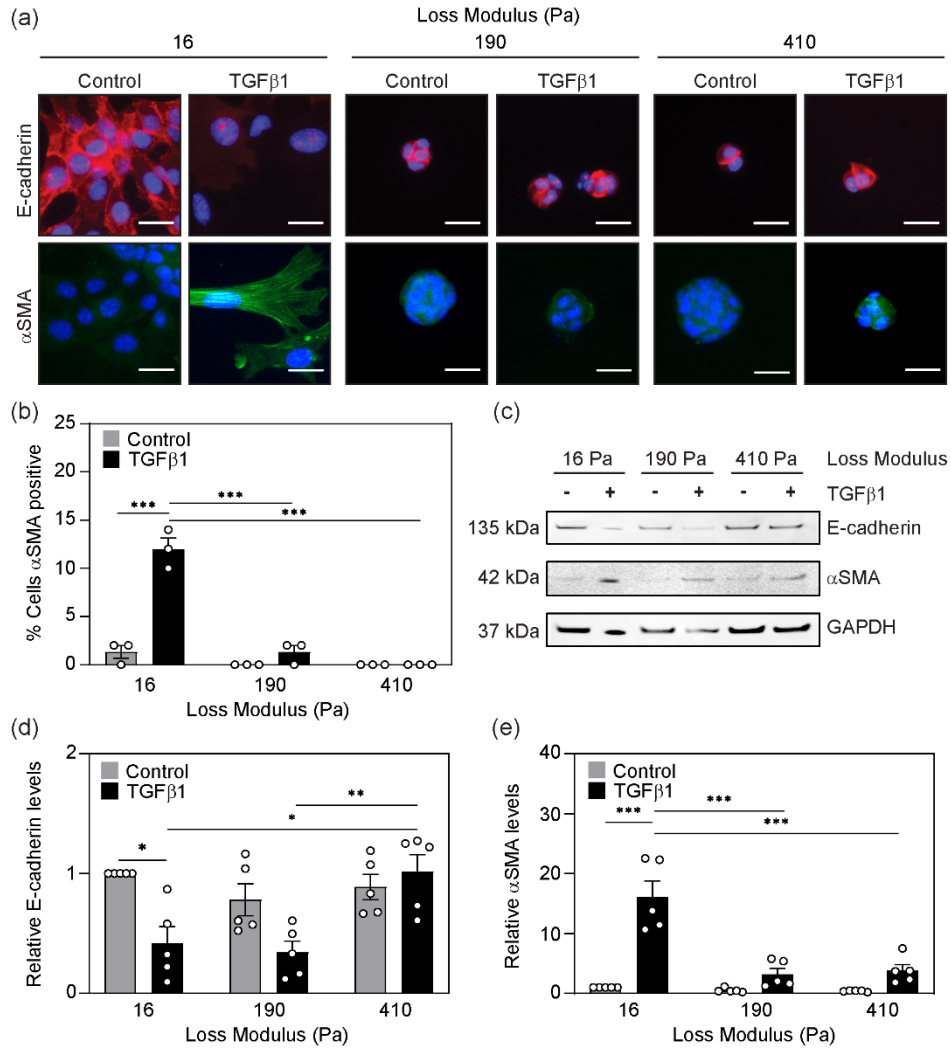 (a)
Loss Modulus (Pa)
16 190 410
Control TGFβ1 Control TGFβ1 Control TGFβ1
E-cadherin
αSMA
(b)
25
20
15
10
5
0
% Cells αSMA positive
Control
TGFβ1
***
***
***
16 190 410
Loss Modulus (Pa)
(c)
16 Pa 190 Pa 410 Pa Loss Modulus
- + - + - + TGFβ1
135 kDa E-cadherin
42 kDa αSMA
37 kDa GAPDH
(d)
2
1
0
Relative E-cadherin levels
Control
TGFβ1
**
*
*
16 190 410
Loss Modulus (Pa)
(e)
40
30
20
10
0
Relative αSMA levels
Control
TGFβ1
***
***
***
16 190 410
Loss Modulus (Pa)